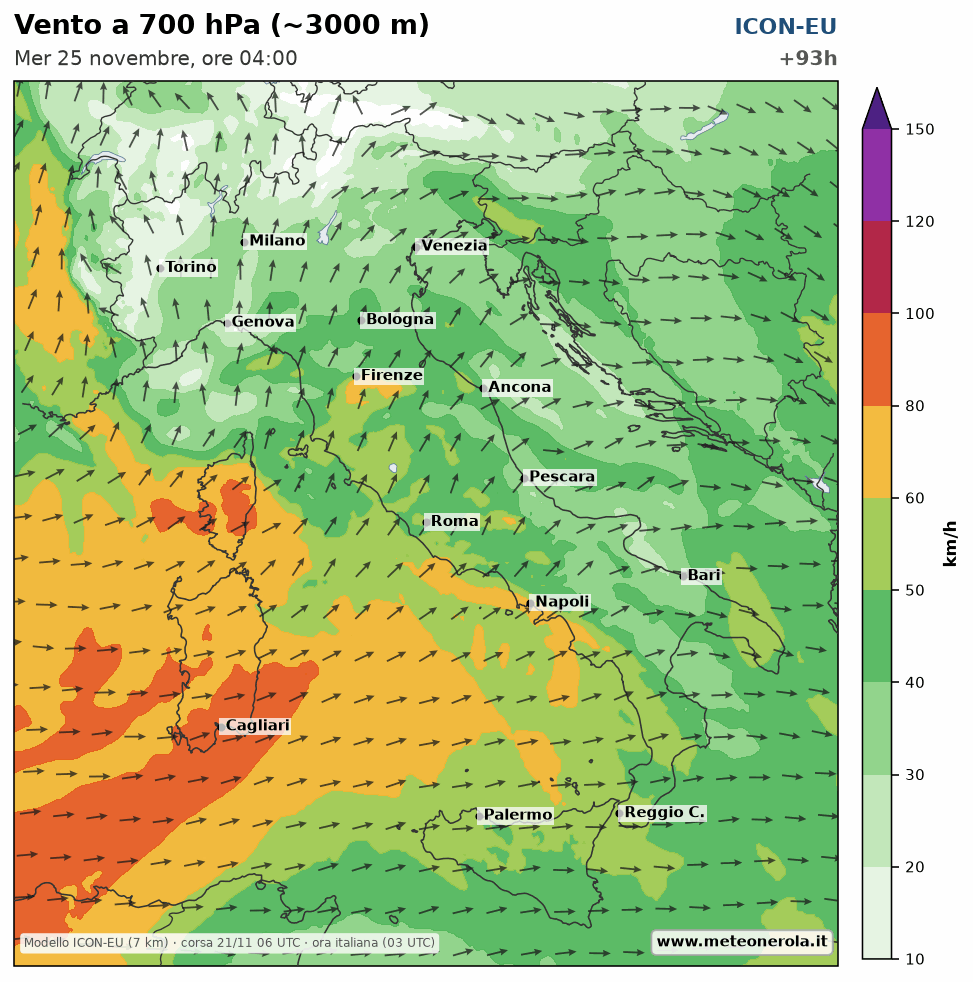 Vento a 700 hPa (~3000 m)
ICON-EU
Mer 25 novembre, ore 04:00
+93h
150
120
100
80
60
50
40
30
20
10
km/h
Milano
Venezia
Torino
Genova
Bologna
Firenze
Ancona
Pescara
Roma
Bari
Napoli
Cagliari
Palermo
Reggio C.
Modello ICON-EU (7 km) · corsa 21/11 06 UTC · ora italiana (03 UTC)
www.meteonerola.it